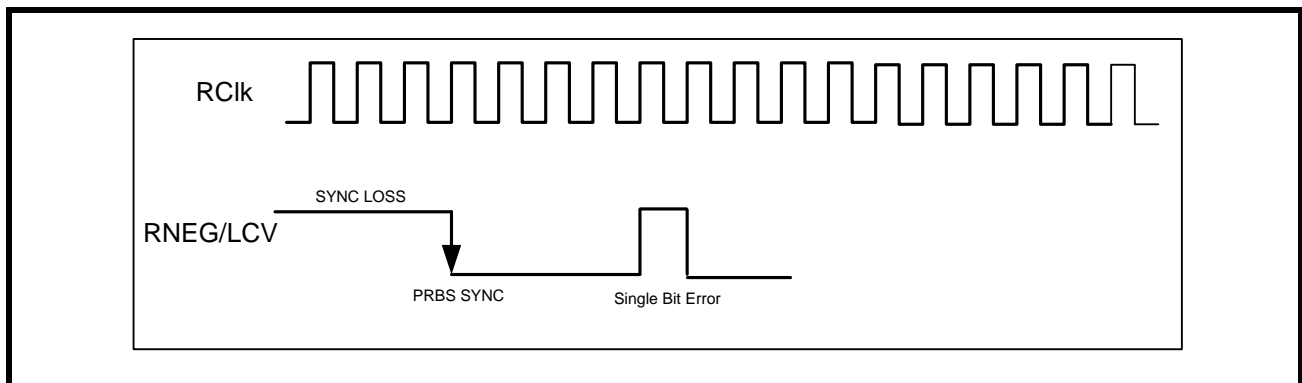 RClk
SYNC LOSS
RNEG/LCV
PRBS SYNC
Single Bit Error